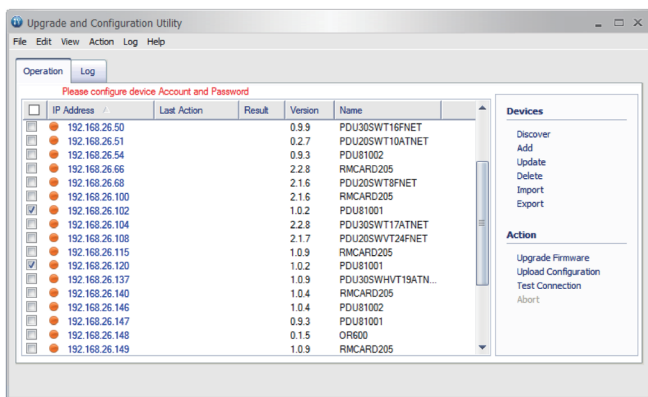 Upgrade and Configuration Utility
File Edit View Action Log Help
Operation Log
Please configure device Account and Password
IP Address Last Action Result Version Name
192.168.26.50 0.9.9 PDU30SWT16FNET
192.168.26.51 0.2.7 PDU20SWT10ATNET
192.168.26.54 0.9.3 PDU81002
192.168.26.66 2.2.8 RMCARD205
192.168.26.68 2.1.6 PDU20SWT8FNET
192.168.26.100 2.1.6 RMCARD205
192.168.26.102 1.0.2 PDU81001
192.168.26.104 2.2.8 PDU30SWT17ATNET
192.168.26.108 2.1.7 PDU20SWVT24FNET
192.168.26.115 1.0.9 RMCARD205
192.168.26.120 1.0.2 PDU81001
192.168.26.137 1.0.9 PDU30SWHVT19ATN...
192.168.26.140 1.0.4 RMCARD205
192.168.26.146 1.0.4 PDU81002
192.168.26.147 0.9.3 PDU81001
192.168.26.148 0.1.5 OR600
192.168.26.149 1.0.9 RMCARD205
Devices
Discover
Add
Update
Delete
Import
Export
Action
Upgrade Firmware
Upload Configuration
Test Connection
Abort